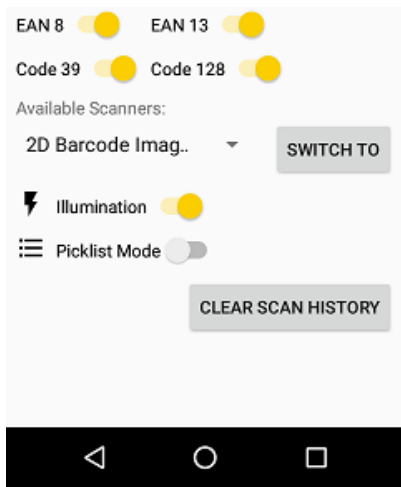 EAN 8 EAN 13
Code 39 Code 128
Available Scanners:
2D Barcode Imag.. SWITCH TO
Illumination
Picklist Mode
CLEAR SCAN HISTORY